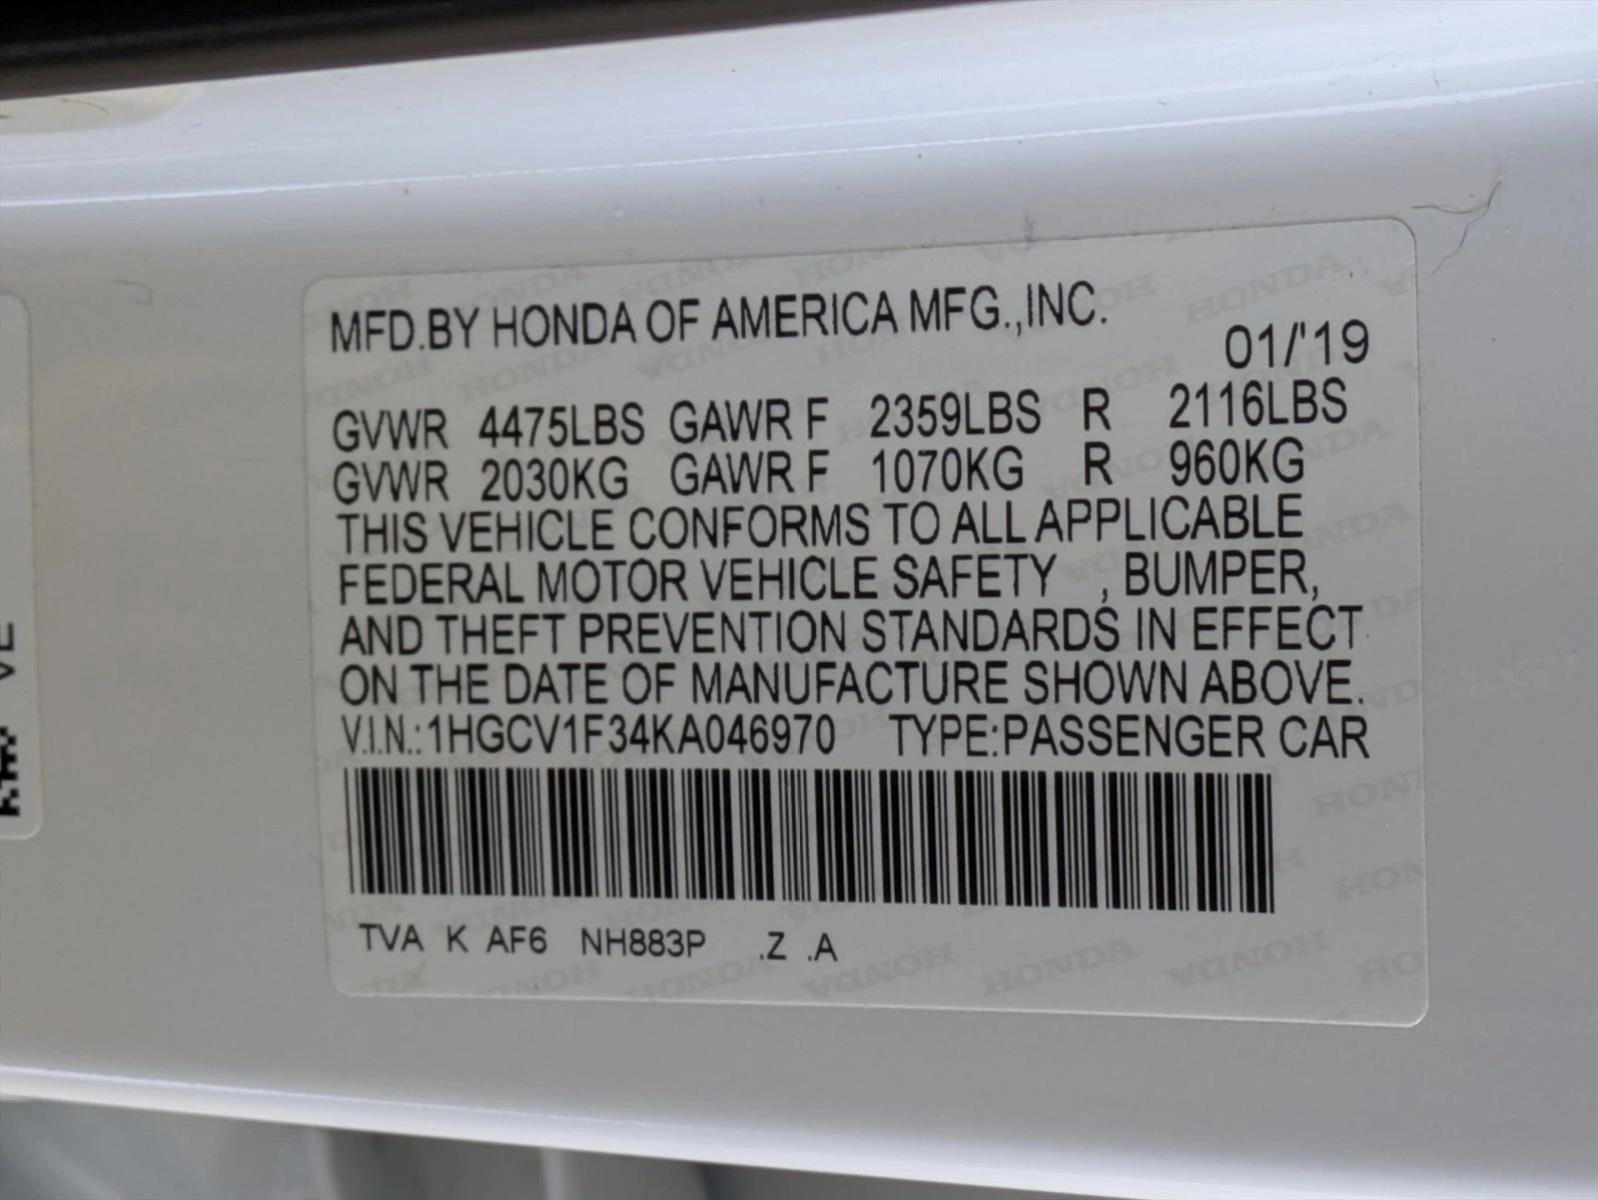 MFD.BY HONDA OF AMERICA MFG.,INC.
01/'19
GVWR 4475LBS GAWR F 2359LBS R 2116LBS
GVWR 2030KG GAWR F 1070KG R 960KG
THIS VEHICLE CONFORMS TO ALL APPLICABLE
FEDERAL MOTOR VEHICLE SAFETY , BUMPER,
AND THEFT PREVENTION STANDARDS IN EFFECT
ON THE DATE OF MANUFACTURE SHOWN ABOVE.
V.I.N.:1HGCV1F34KA046970 TYPE:PASSENGER CAR
TVA K AF6 NH883P .Z .A